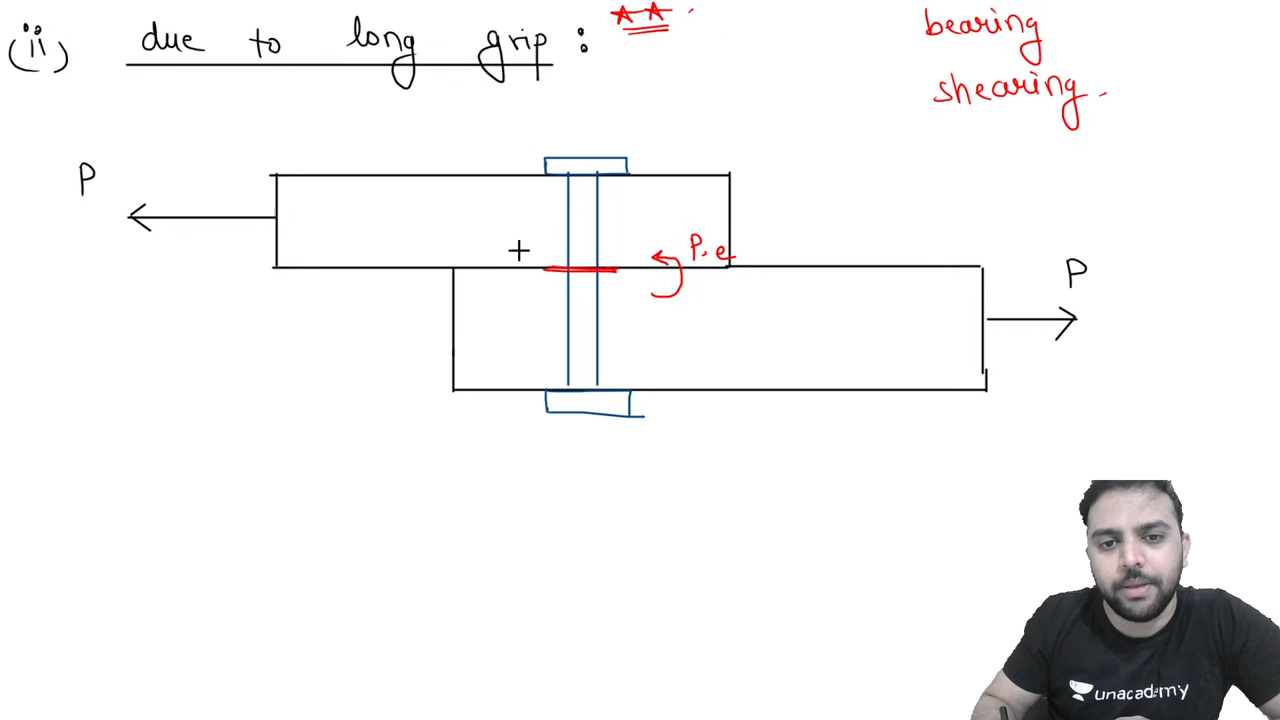 (ii) due to long grip :
bearing
shearing.
P
P.e
P
unacademy